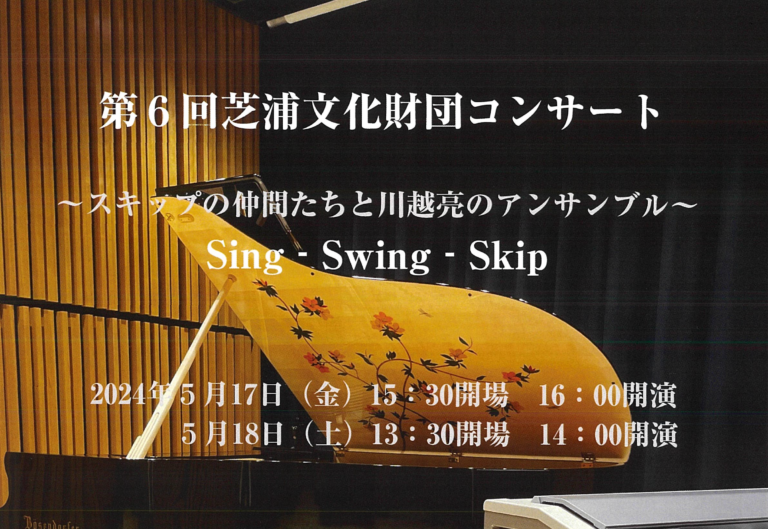 第6回芝浦文化財団コンサート
～スキップの仲間たちと川越亮のアンサンブル～
Sing - Swing - Skip
2024年5月17日（金）15：30開場　16：00開演
5月18日（土）13：30開場　14：00開演
Bösendorfer